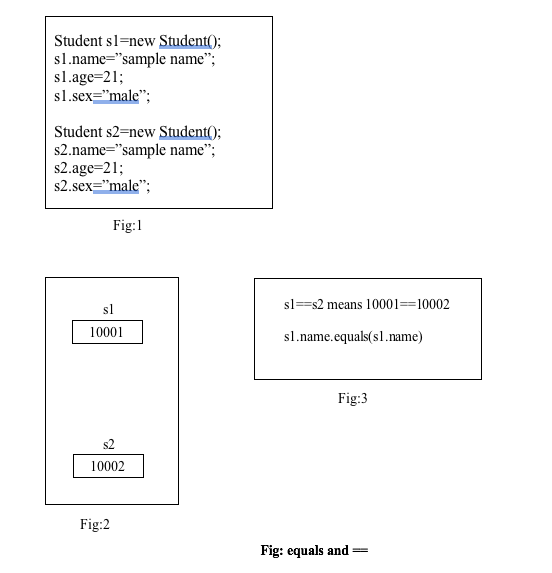 Student s1=new Student();
s1.name=”sample name”;
s1.age=21;
s1.sex=”male”;
Student s2=new Student();
s2.name=”sample name”;
s2.age=21;
s2.sex=”male”;
Fig:1
s1
10001
s2
10002
Fig:2
s1==s2 means 10001==10002
s1.name.equals(s1.name)
Fig:3
Fig: equals and ==